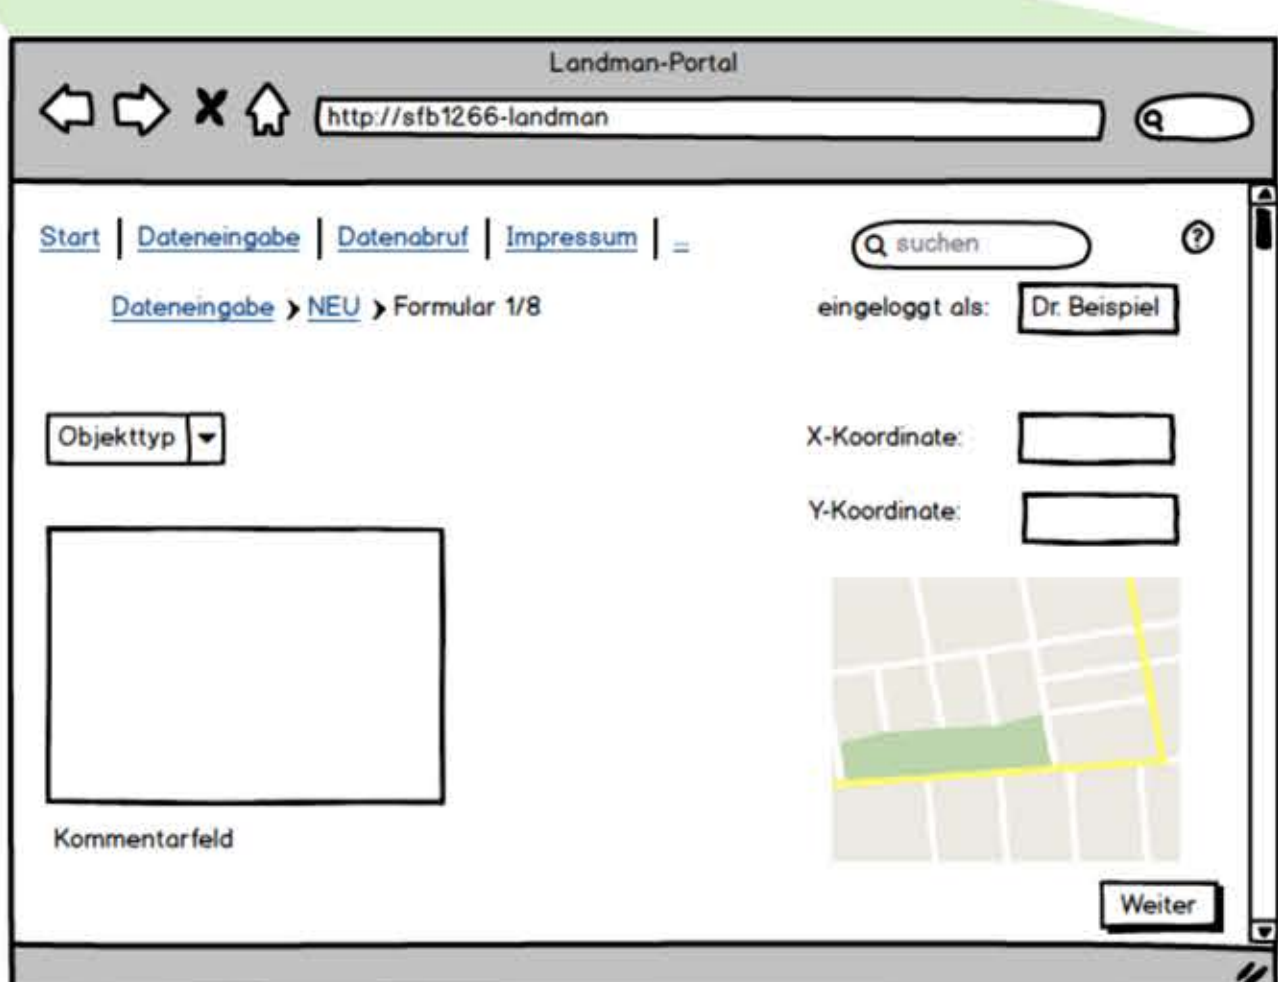 Landman-Portal
http://sfb1266-landman
Start | Dateneingabe | Datenabruf | Impressum | ...
suchen
?
Dateneingabe > NEU > Formular 1/8
eingeloggt als: Dr. Beispiel
Objekttyp
X-Koordinate:
Y-Koordinate:
Kommentarfeld
Weiter